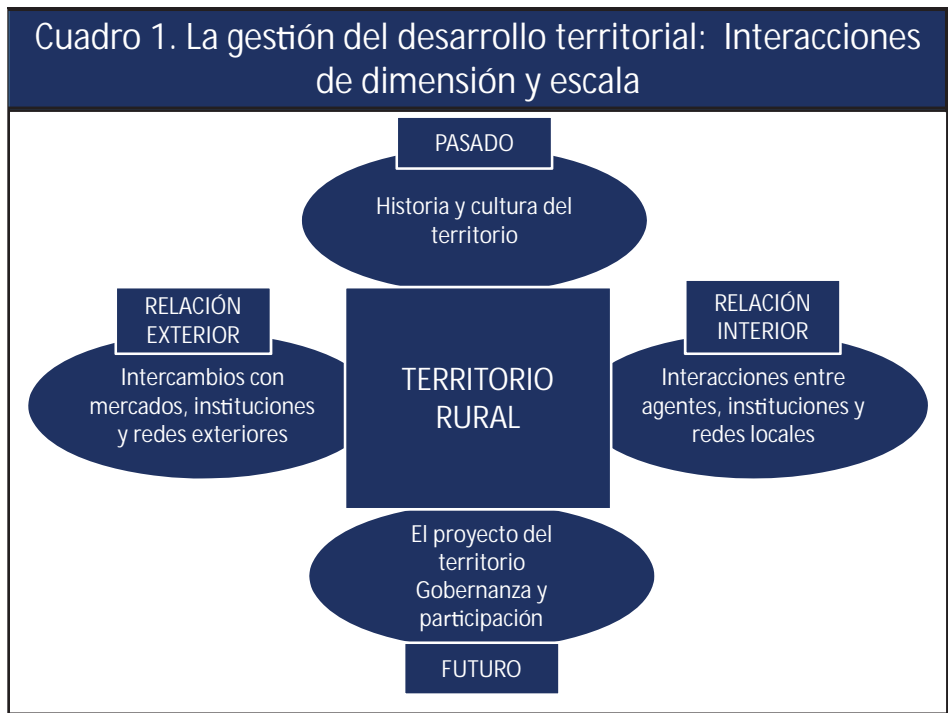 Cuadro 1. La gestión del desarrollo territorial: Interacciones
de dimensión y escala
PASADO
Historia y cultura del
territorio
RELACIÓN
EXTERIOR
Intercambios con
mercados, instituciones
y redes exteriores
TERRITORIO
RURAL
RELACIÓN
INTERIOR
Interacciones entre
agentes, instituciones y
redes locales
El proyecto del
territorio
Gobernanza y
participación
FUTURO